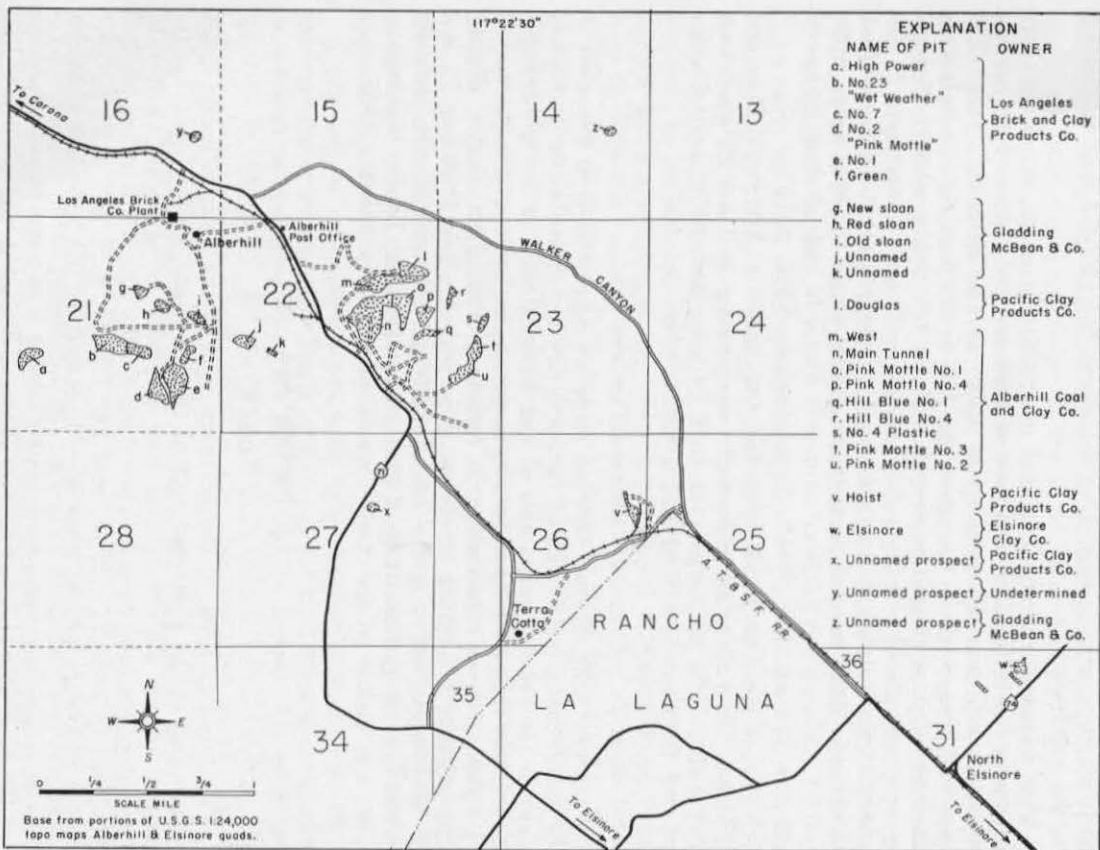 117°22'30"
EXPLANATION
NAME OF PIT
OWNER
a. High Power
b. No. 23
"Wet Weather"
c. No. 7
d. No. 2
"Pink Mottle"
e. No. 1
f. Green
Los Angeles
Brick and Clay
Products Co.
g. New sloan
h. Red sloan
i. Old sloan
j. Unnamed
k. Unnamed
Gladding
McBean & Co.
l. Douglas
Pacific Clay
Products Co.
m. West
n. Main Tunnel
o. Pink Mottle No. 1
p. Pink Mottle No. 4
q. Hill Blue No. 1
r. Hill Blue No. 4
s. No. 4 Plastic
t. Pink Mottle No. 3
u. Pink Mottle No. 2
Alberhill Coal
and Clay Co.
v. Hoist
Pacific Clay
Products Co.
w. Elsinore
Elsinore
Clay Co.
x. Unnamed prospect
Pacific Clay
Products Co.
y. Unnamed prospect
Undetermined
z. Unnamed prospect
Gladding
McBean & Co.
To Corona
16
15
14
13
y
z
Los Angeles Brick
Co. Plant
Alberhill
Alberhill
Post Office
WALKER
CANYON
21
22
23
24
a
b
c
d
e
f
g
h
i
j
k
l
m
n
o
p
q
r
s
t
u
71
x
28
27
26
25
v
A. T. & S. F. RR.
Terra
Cotta
RANCHO
LA LAGUNA
34
35
36
31
w
74
North
Elsinore
To Elsinore
To Elsinore
N
W
E
S
0
1/4
1/2
3/4
1
SCALE MILE
Base from portions of U.S.G.S. 1:24,000
topo maps Alberhill & Elsinore quads.